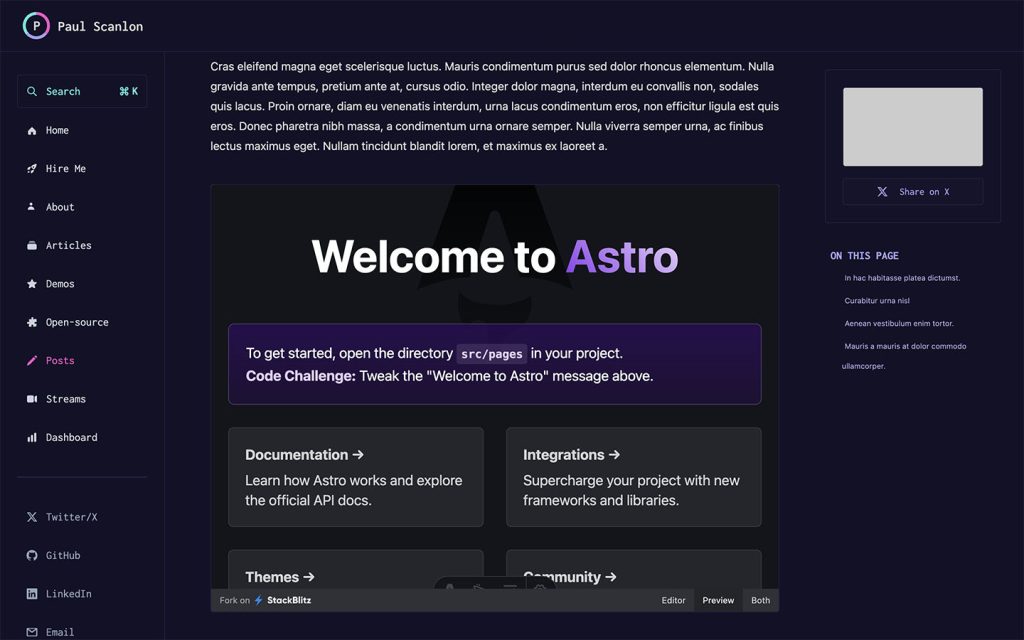 P Paul Scanlon
Search ⌘ K
Home
Hire Me
About
Articles
Demos
Open-source
Posts
Streams
Dashboard
Twitter/X
GitHub
LinkedIn
Email
Cras eleifend magna eget scelerisque luctus. Mauris condimentum purus sed dolor rhoncus elementum. Nulla
gravida ante tempus, pretium ante at, cursus odio. Integer dolor magna, interdum eu convallis non, sodales
quis lacus. Proin ornare, diam eu venenatis interdum, urna lacus condimentum eros, non efficitur ligula est quis
eros. Donec pharetra nibh massa, a condimentum urna ornare semper. Nulla viverra semper urna, ac finibus
lectus maximus eget. Nullam tincidunt blandit lorem, et maximus ex laoreet a.
Welcome to Astro
To get started, open the directory src/pages in your project.
Code Challenge: Tweak the "Welcome to Astro" message above.
Documentation →
Learn how Astro works and explore
the official API docs.
Integrations →
Supercharge your project with new
frameworks and libraries.
Themes →
Community →
Fork on StackBlitz
Editor Preview Both
Share on X
ON THIS PAGE
In hac habitasse platea dictumst.
Curabitur urna nisl
Aenean vestibulum enim tortor.
Mauris a mauris at dolor commodo
ullamcorper.